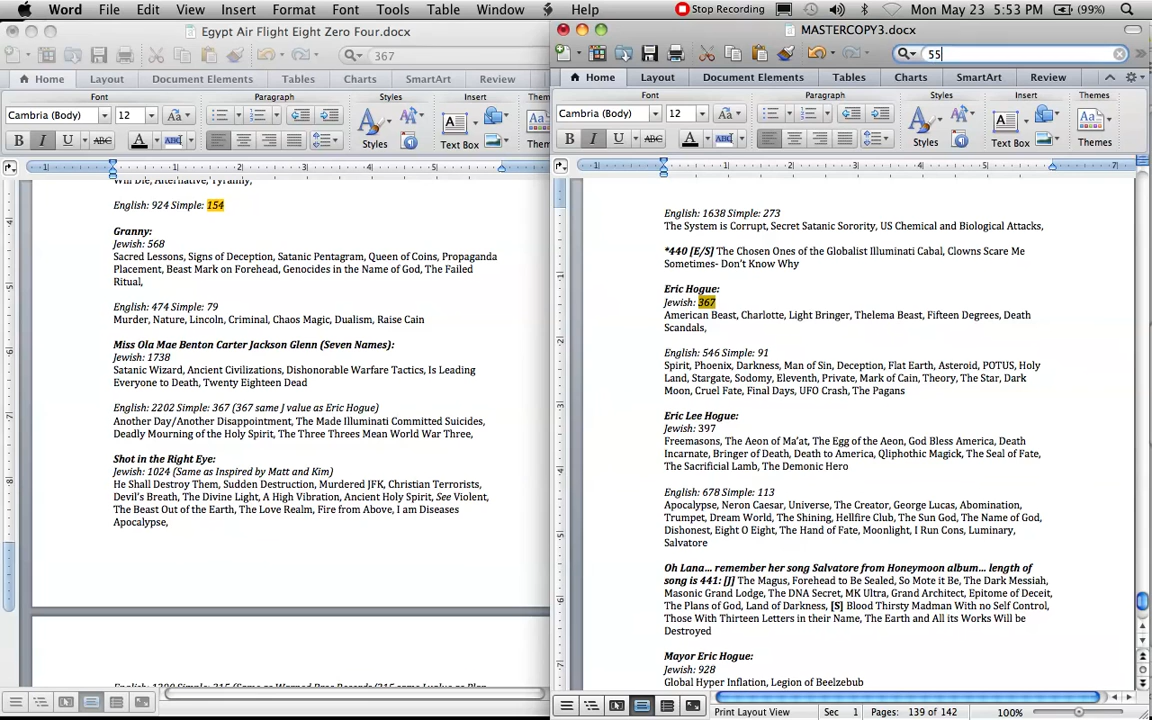 Word File Edit View Insert Format Font Tools Table Window Help Stop Recording Mon May 23 5:53 PM (99%)
Egypt Air Flight Eight Zero Four.docx
367
Home Layout Document Elements Tables Charts SmartArt Review
Font Paragraph Styles Insert Them
Cambria (Body) 12 Aa
B I U ABC A ABC Styles Text Box Themes
1 1 2 3 4 5
Will Die, Alternative, Tyranny,
English: 924 Simple: 154
Granny:
Jewish: 568
Sacred Lessons, Signs of Deception, Satanic Pentagram, Queen of Coins, Propaganda
Placement, Beast Mark on Forehead, Genocides in the Name of God, The Failed
Ritual,
English: 474 Simple: 79
Murder, Nature, Lincoln, Criminal, Chaos Magic, Dualism, Raise Cain
Miss Ola Mae Benton Carter Jackson Glenn (Seven Names):
Jewish: 1738
Satanic Wizard, Ancient Civilizations, Dishonorable Warfare Tactics, Is Leading
Everyone to Death, Twenty Eighteen Dead
English: 2202 Simple: 367 (367 same J value as Eric Hogue)
Another Day/Another Disappointment, The Made Illuminati Committed Suicides,
Deadly Mourning of the Holy Spirit, The Three Threes Mean World War Three,
Shot in the Right Eye:
Jewish: 1024 (Same as Inspired by Matt and Kim)
He Shall Destroy Them, Sudden Destruction, Murdered JFK, Christian Terrorists,
Devil's Breath, The Divine Light, A High Vibration, Ancient Holy Spirit, See Violent,
The Beast Out of the Earth, The Love Realm, Fire from Above, I am Diseases
Apocalypse,
MASTERCOPY3.docx
55
Home Layout Document Elements Tables Charts SmartArt Review
Font Paragraph Styles Insert Themes
Cambria (Body) 12 Aa
B I U ABC A ABC Styles Text Box Themes
1 1 2 3 4 5
English: 1638 Simple: 273
The System is Corrupt, Secret Satanic Sorority, US Chemical and Biological Attacks,
*440 [E/S] The Chosen Ones of the Globalist Illuminati Cabal, Clowns Scare Me
Sometimes- Don't Know Why
Eric Hogue:
Jewish: 367
American Beast, Charlotte, Light Bringer, Thelema Beast, Fifteen Degrees, Death
Scandals,
English: 546 Simple: 91
Spirit, Phoenix, Darkness, Man of Sin, Deception, Flat Earth, Asteroid, POTUS, Holy
Land, Stargate, Sodomy, Eleventh, Private, Mark of Cain, Theory, The Star, Dark
Moon, Cruel Fate, Final Days, UFO Crash, The Pagans
Eric Lee Hogue:
Jewish: 397
Freemasons, The Aeon of Ma'at, The Egg of the Aeon, God Bless America, Death
Incarnate, Bringer of Death, Death to America, Qliphothic Magick, The Seal of Fate,
The Sacrificial Lamb, The Demonic Hero
English: 678 Simple: 113
Apocalypse, Neron Caesar, Universe, The Creator, George Lucas, Abomination,
Trumpet, Dream World, The Shining, Hellfire Club, The Sun God, The Name of God,
Dishonest, Eight O Eight, The Hand of Fate, Moonlight, I Run Cons, Luminary,
Salvatore
Oh Lana... remember her song Salvatore from Honeymoon album... length of
song is 441: [J] The Magus, Forehead to Be Sealed, So Mote it Be, The Dark Messiah,
Masonic Grand Lodge, The DNA Secret, MK Ultra, Grand Architect, Epitome of Deceit,
The Plans of God, Land of Darkness, [S] Blood Thirsty Madman With no Self Control,
Those With Thirteen Letters in their Name, The Earth and All its Works Will be
Destroyed
Mayor Eric Hogue:
Jewish: 928
Global Hyper Inflation, Legion of Beelzebub
Print Layout View Sec 1 Pages: 139 of 142 100%